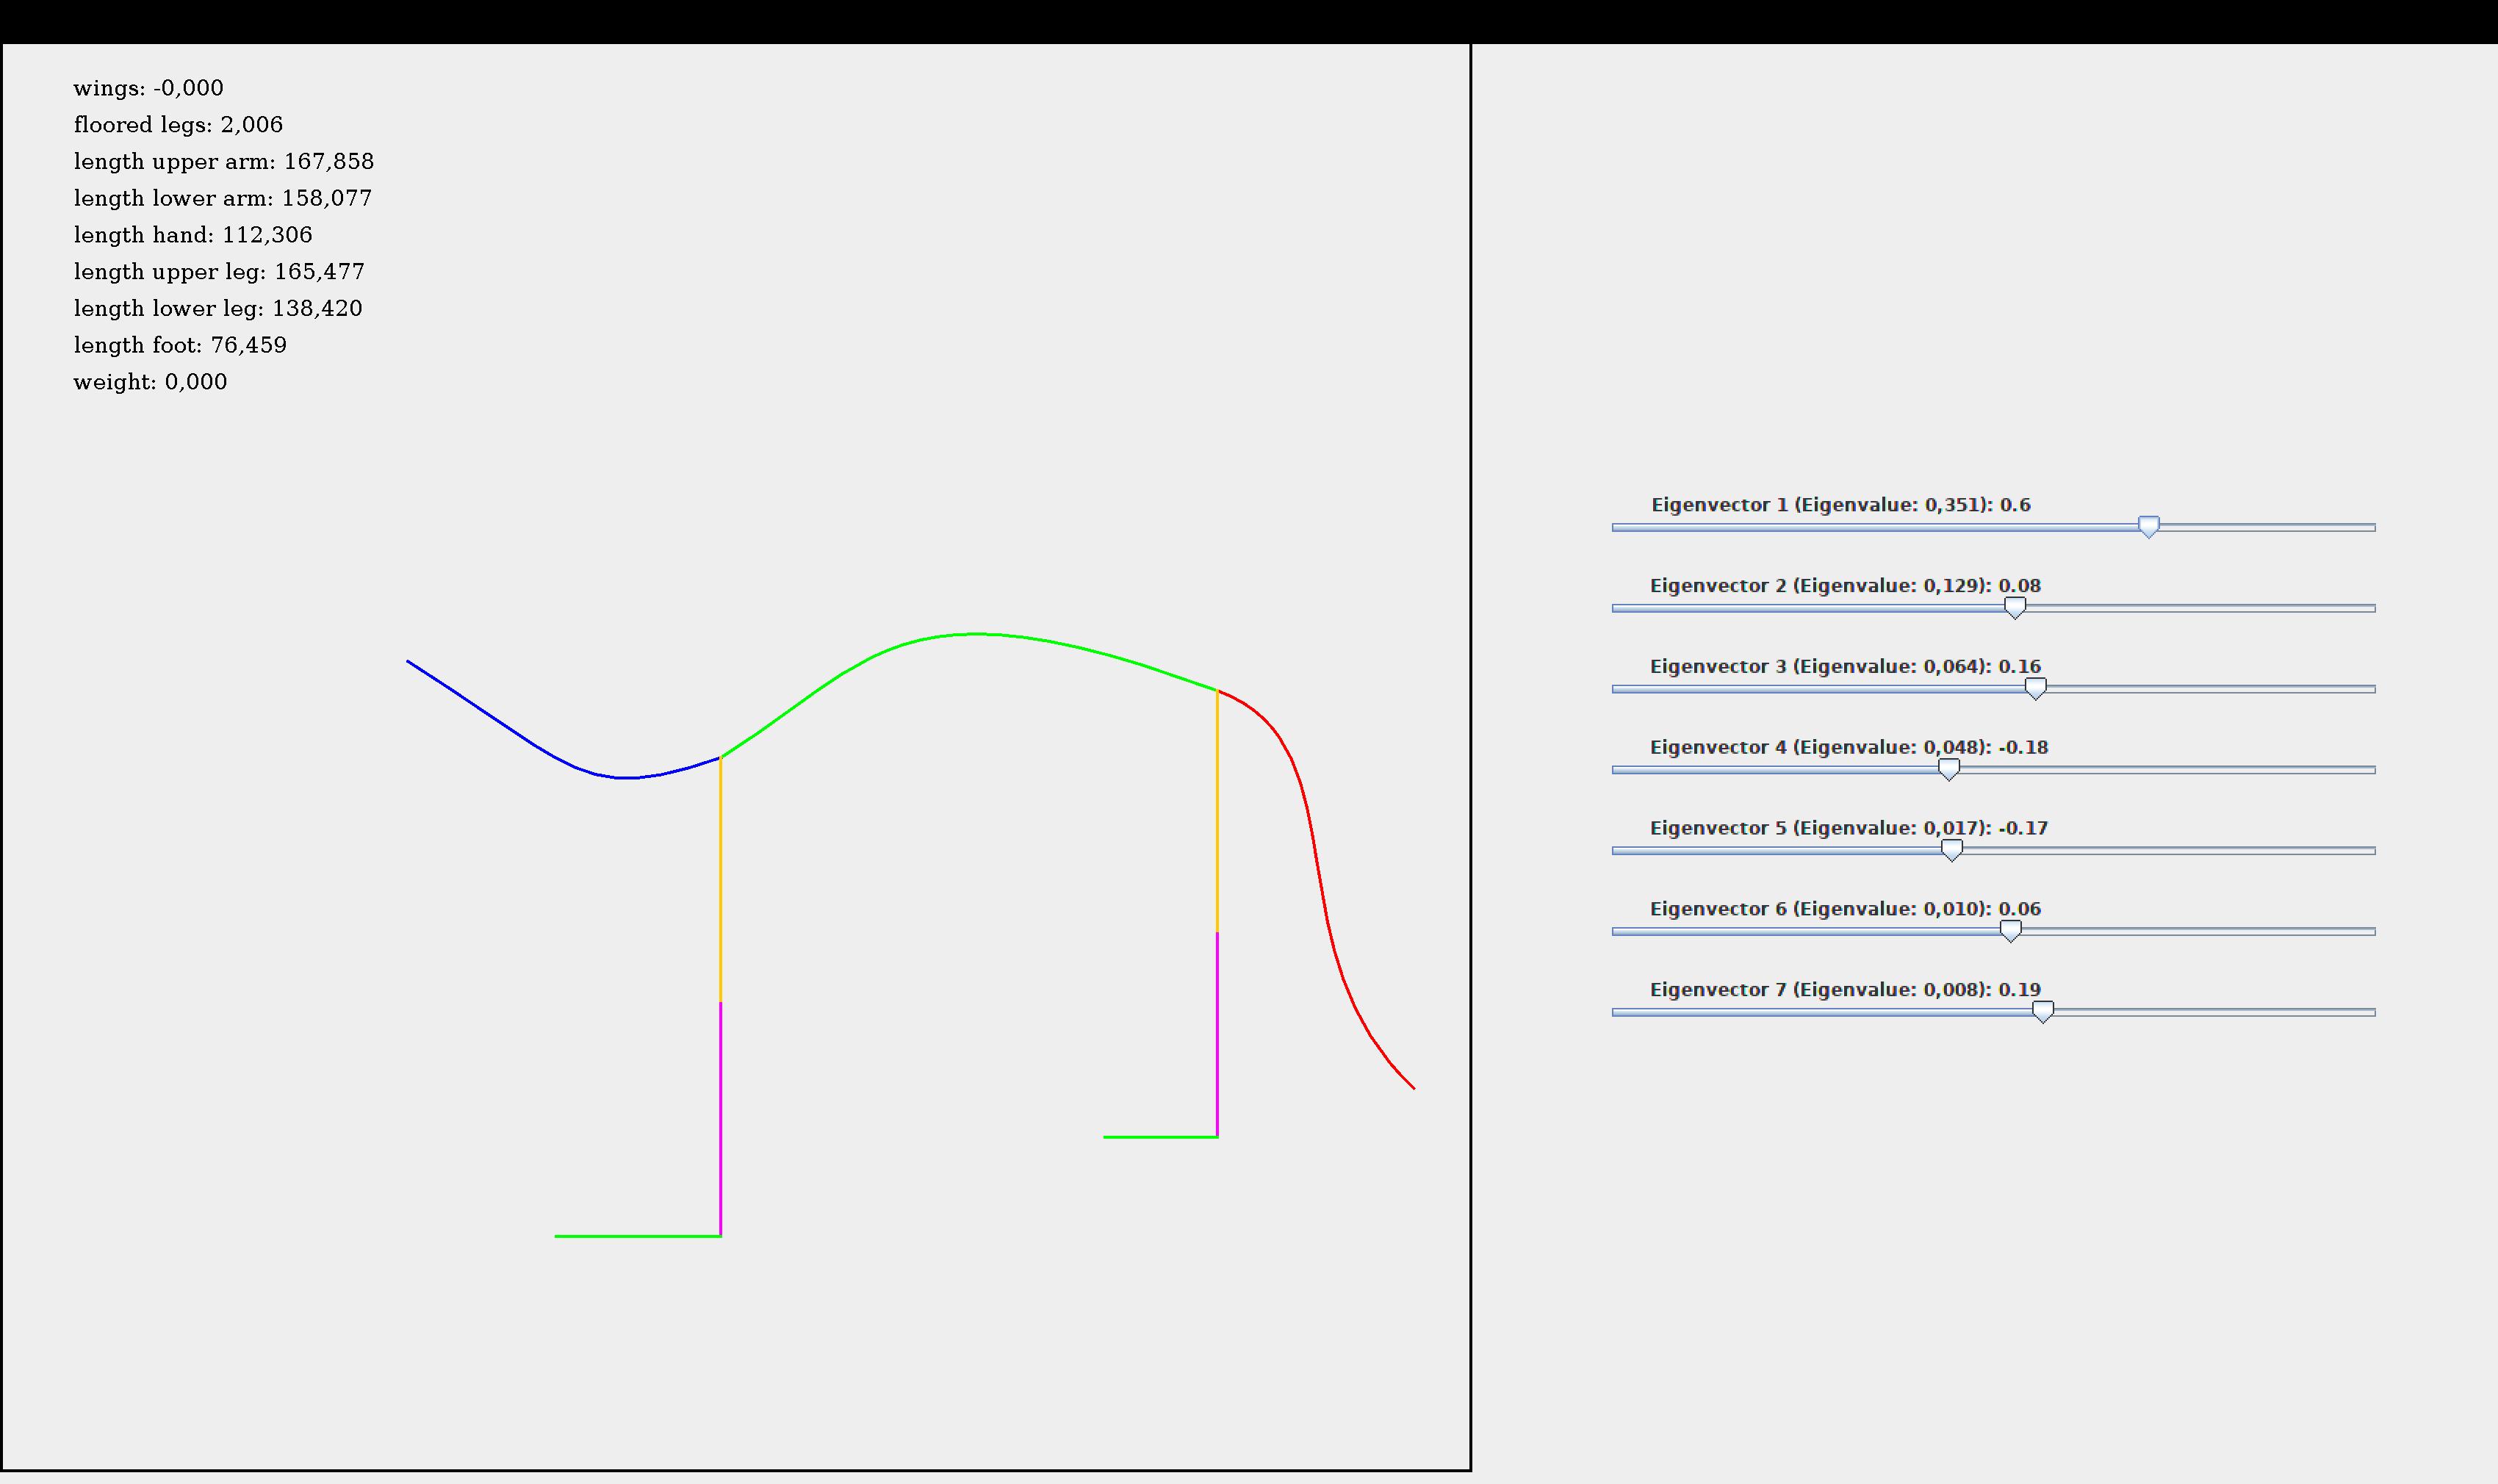 wings: -0,000
floored legs: 2,006
length upper arm: 167,858
length lower arm: 158,077
length hand: 112,306
length upper leg: 165,477
length lower leg: 138,420
length foot: 76,459
weight: 0,000
Eigenvector 1 (Eigenvalue: 0,351): 0.6
Eigenvector 2 (Eigenvalue: 0,129): 0.08
Eigenvector 3 (Eigenvalue: 0,064): 0.16
Eigenvector 4 (Eigenvalue: 0,048): -0.18
Eigenvector 5 (Eigenvalue: 0,017): -0.17
Eigenvector 6 (Eigenvalue: 0,010): 0.06
Eigenvector 7 (Eigenvalue: 0,008): 0.19